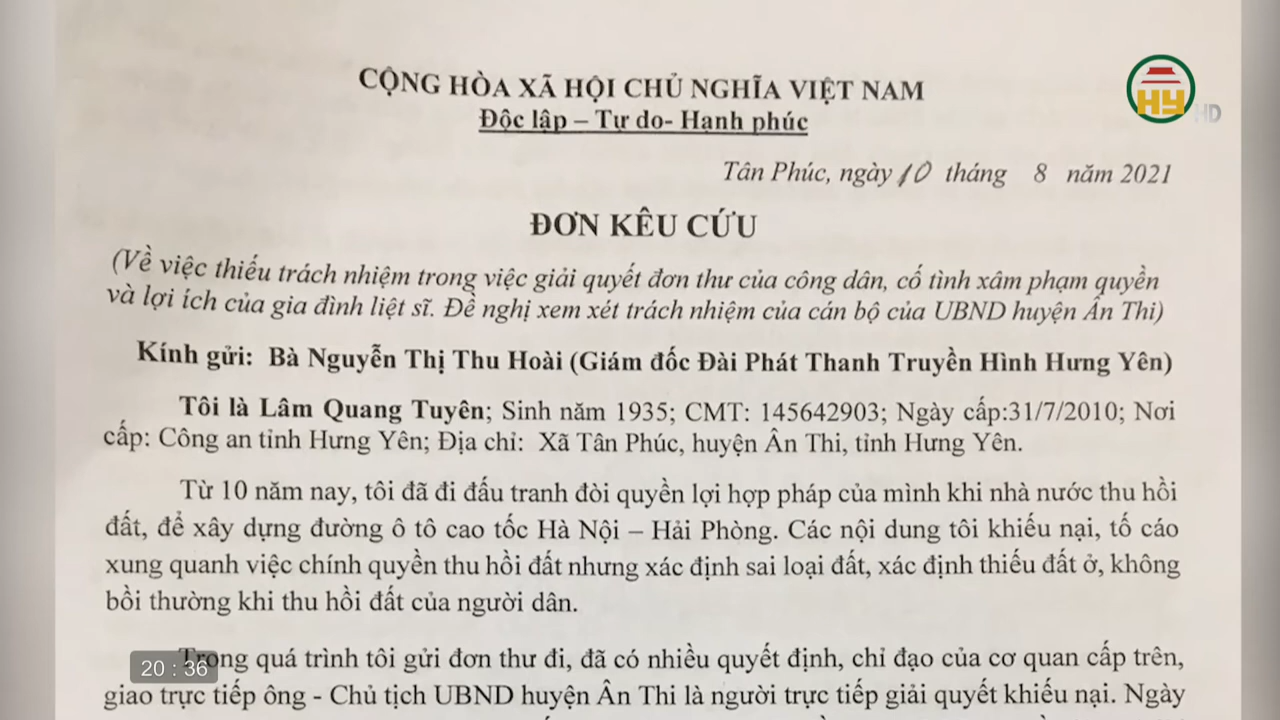 CỘNG HÒA XÃ HỘI CHỦ NGHĨA VIỆT NAM
HY HD
Độc lập – Tự do- Hạnh phúc
Tân Phúc, ngày 10 tháng 8 năm 2021
ĐƠN KÊU CỨU
(Về việc thiếu trách nhiệm trong việc giải quyết đơn thư của công dân, cố tình xâm phạm quyền
và lợi ích của gia đình liệt sĩ. Đề nghị xem xét trách nhiệm của cán bộ của UBND huyện Ân Thi)
Kính gửi: Bà Nguyễn Thị Thu Hoài (Giám đốc Đài Phát Thanh Truyền Hình Hưng Yên)
Tôi là Lâm Quang Tuyên; Sinh năm 1935; CMT: 145642903; Ngày cấp:31/7/2010; Nơi
cấp: Công an tỉnh Hưng Yên; Địa chỉ: Xã Tân Phúc, huyện Ân Thi, tỉnh Hưng Yên.
Từ 10 năm nay, tôi đã đi đấu tranh đòi quyền lợi hợp pháp của mình khi nhà nước thu hồi
đất, để xây dựng đường ô tô cao tốc Hà Nội – Hải Phòng. Các nội dung tôi khiếu nại, tố cáo
xung quanh việc chính quyền thu hồi đất nhưng xác định sai loại đất, xác định thiếu đất ở, không
bồi thường khi thu hồi đất của người dân.
Trong quá trình tôi gửi đơn thư đi, đã có nhiều quyết định, chỉ đạo của cơ quan cấp trên,
20 : 36
giao trực tiếp ông - Chủ tịch UBND huyện Ân Thi là người trực tiếp giải quyết khiếu nại. Ngày